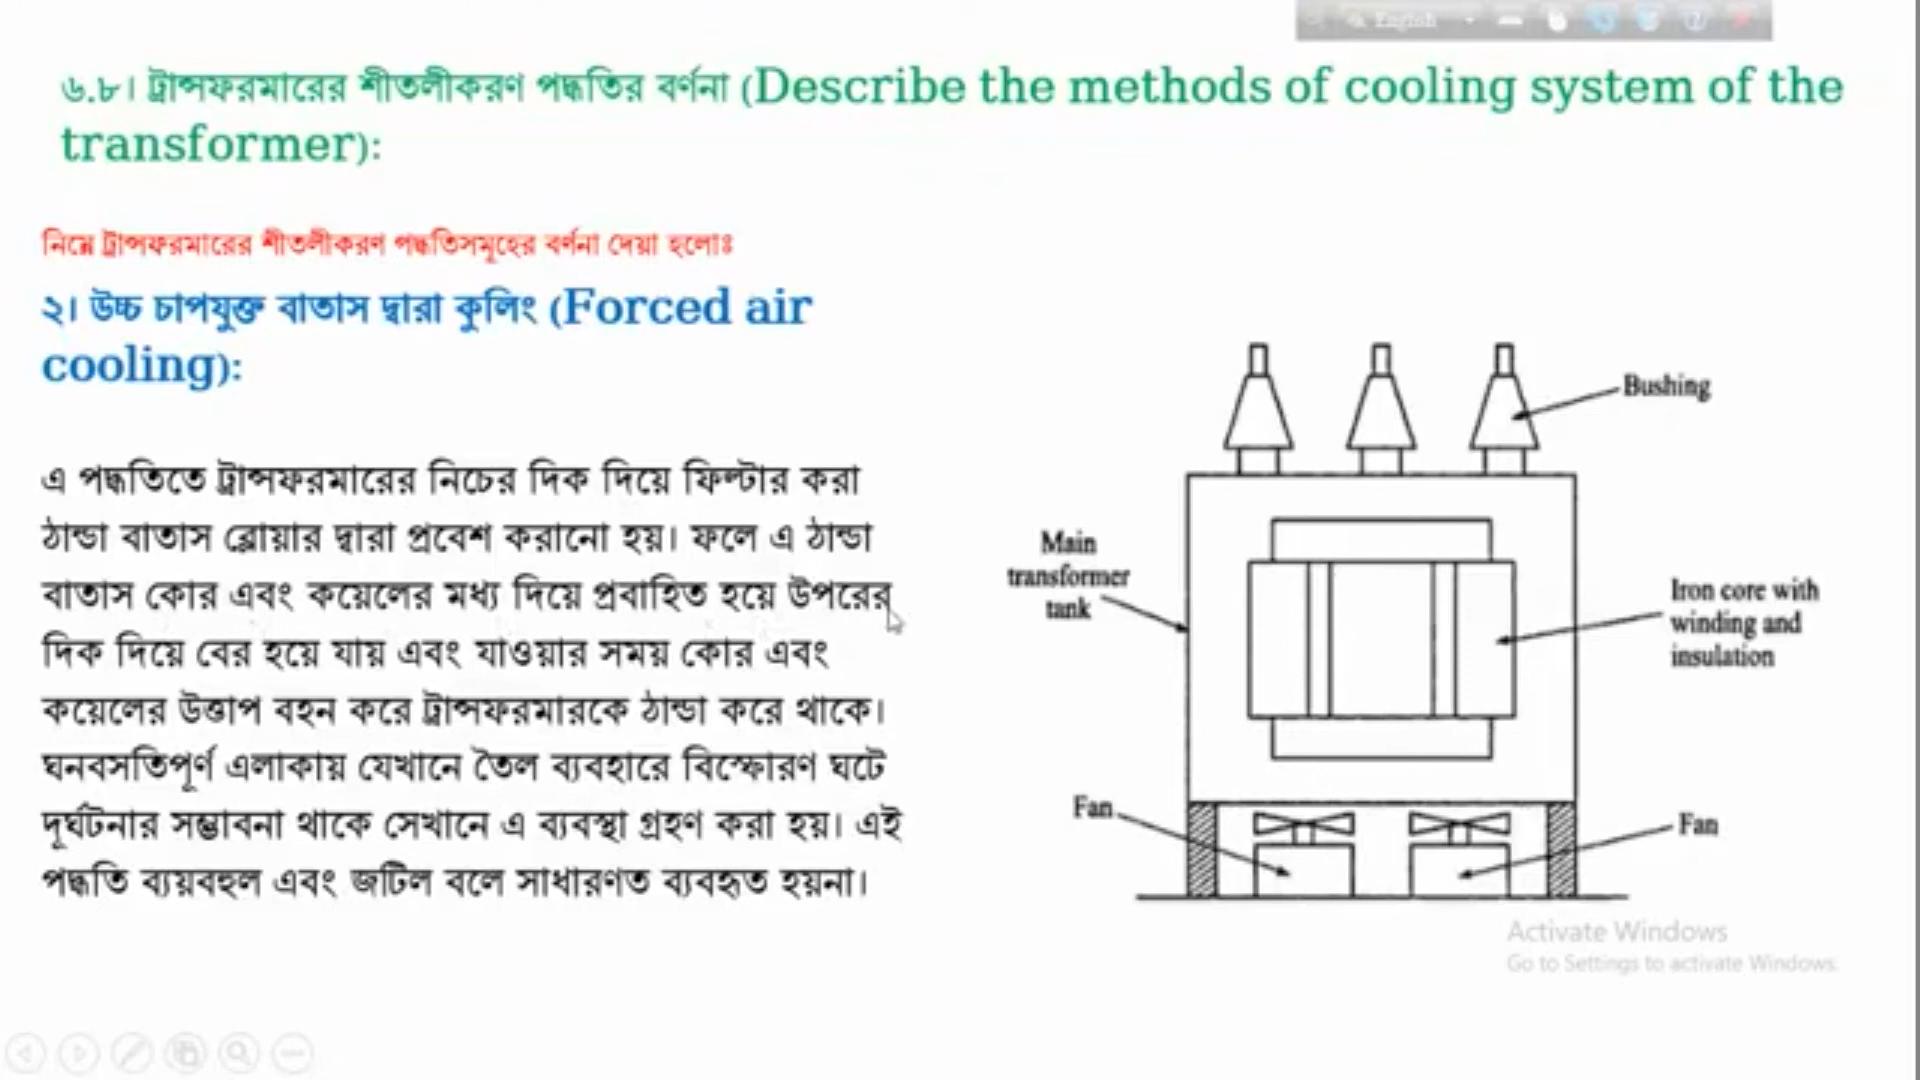 English
৬.৮। ট্রান্সফরমারের শীতলীকরণ পদ্ধতির বর্ণনা (Describe the methods of cooling system of the
transformer):
নিম্নে ট্রান্সফরমারের শীতলীকরণ পদ্ধতিসমূহের বর্ণনা দেয়া হলোঃ
২। উচ্চ চাপযুক্ত বাতাস দ্বারা কুলিং (Forced air
cooling):
এ পদ্ধতিতে ট্রান্সফরমারের নিচের দিক দিয়ে ফিল্টার করা
ঠান্ডা বাতাস ব্লোয়ার দ্বারা প্রবেশ করানো হয়। ফলে এ ঠান্ডা
বাতাস কোর এবং কয়েলের মধ্য দিয়ে প্রবাহিত হয়ে উপরের
দিক দিয়ে বের হয়ে যায় এবং যাওয়ার সময় কোর এবং
কয়েলের উত্তাপ বহন করে ট্রান্সফরমারকে ঠান্ডা করে থাকে।
ঘনবসতিপূর্ণ এলাকায় যেখানে তৈল ব্যবহারে বিস্ফোরণ ঘটে
দূর্ঘটনার সম্ভাবনা থাকে সেখানে এ ব্যবস্থা গ্রহণ করা হয়। এই
পদ্ধতি ব্যয়বহুল এবং জটিল বলে সাধারণত ব্যবহৃত হয়না।
Bushing
Main
transformer
tank
Iron core with
winding and
insulation
Fan
Fan
Activate Windows
Go to Settings to activate Windows.